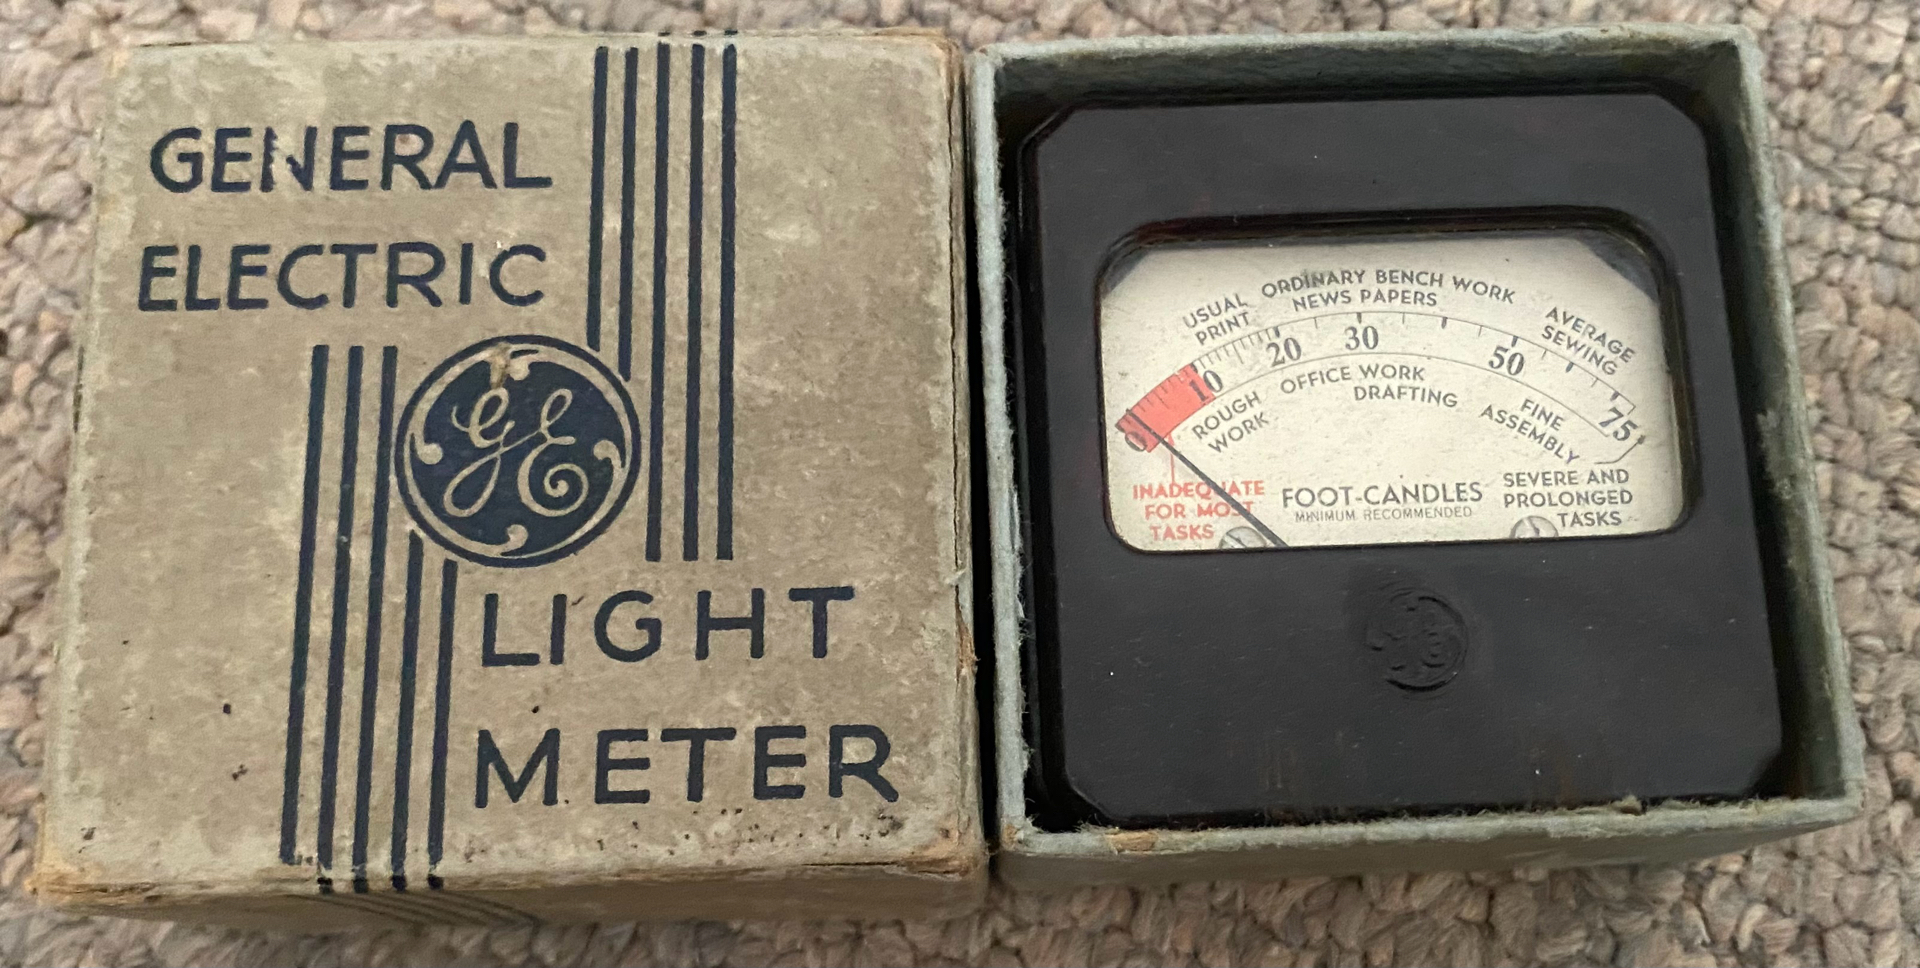 GENERAL
ELECTRIC
GE
LIGHT
METER
USUAL
PRINT
ORDINARY BENCH WORK
NEWS PAPERS
AVERAGE
SEWING
0
10
20
30
50
75
ROUGH
WORK
OFFICE WORK
DRAFTING
FINE
ASSEMBLY
INADEQUATE
FOR MOST
TASKS
FOOT-CANDLES
MINIMUM RECOMMENDED
SEVERE AND
PROLONGED
TASKS
GE